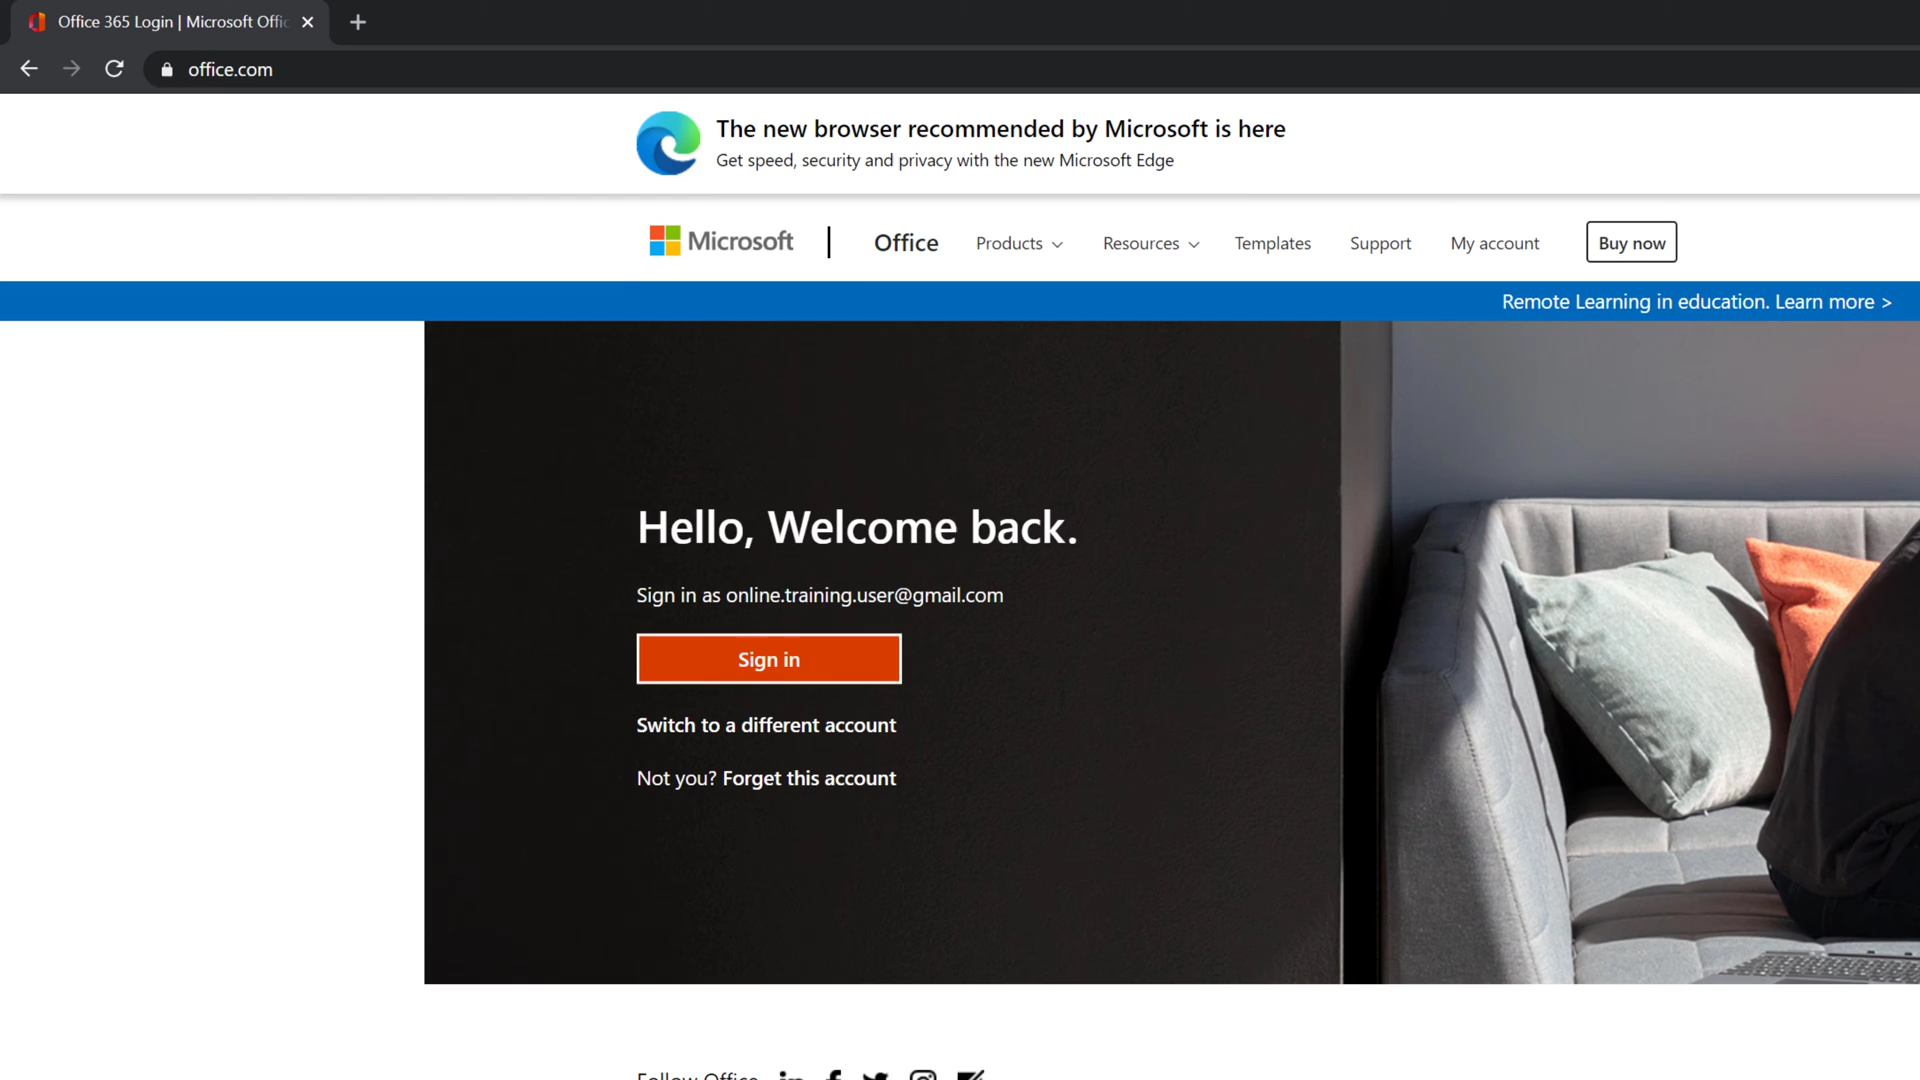 Office 365 Login | Microsoft Offic
office.com
The new browser recommended by Microsoft is here
Get speed, security and privacy with the new Microsoft Edge
Microsoft
Office
Products
Resources
Templates
Support
My account
Buy now
Remote Learning in education. Learn more >
Hello, Welcome back.
Sign in as online.training.user@gmail.com
Sign in
Switch to a different account
Not you? Forget this account
Follow Office